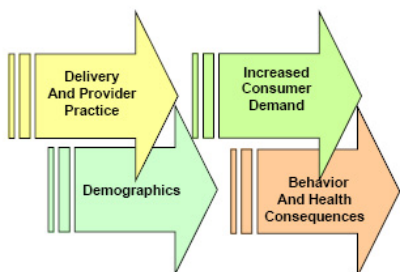 Delivery
And Provider
Practice
Increased
Consumer
Demand
Demographics
Behavior
And Health
Consequences